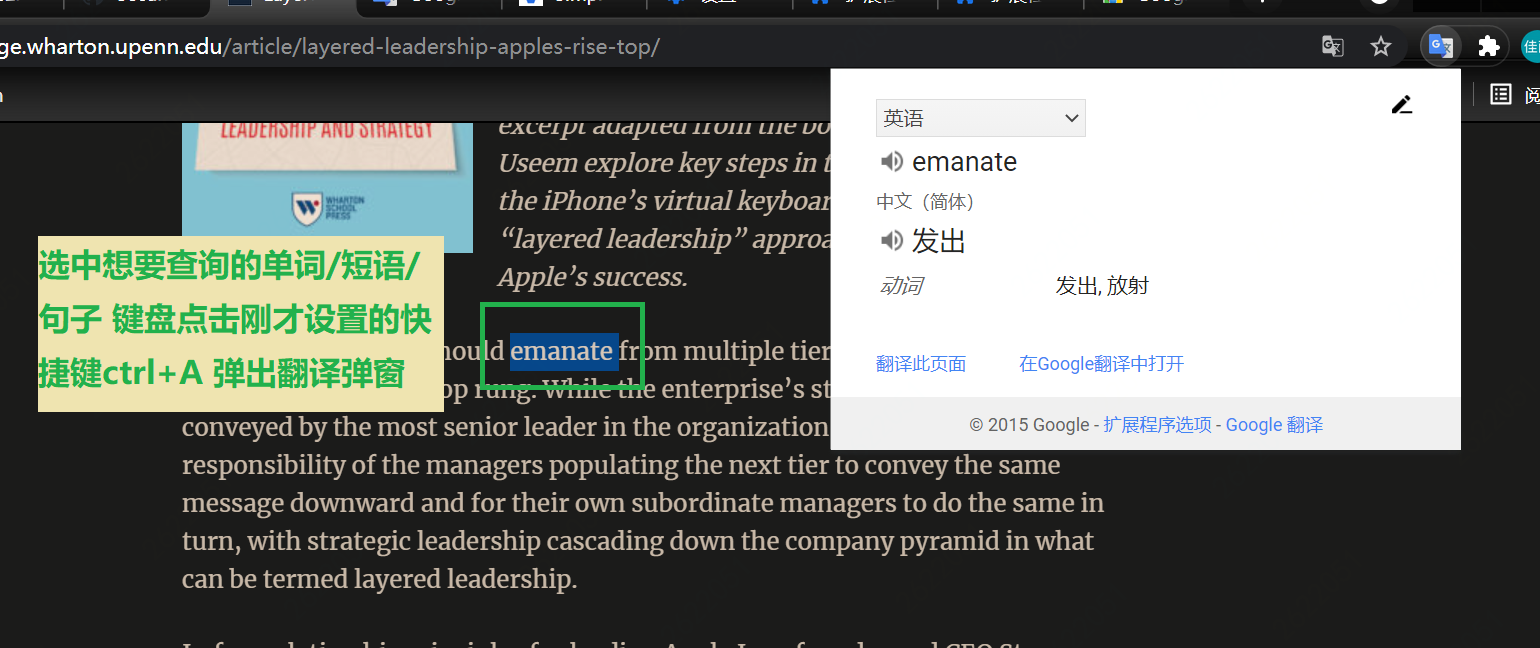 设置
ge.wharton.upenn.edu/article/layered-leadership-apples-rise-top/
佳
阅
LEADERSHIP AND STRATEGY
WHARTON
SCHOOL
PRESS
excerpt adapted from the bo
Useem explore key steps in t
the iPhone’s virtual keyboar
“layered leadership” approa
Apple’s success.
选中想要查询的单词/短语/
句子 键盘点击刚才设置的快
捷键ctrl+A 弹出翻译弹窗
hould emanate from multiple tier
op rung. While the enterprise’s st
conveyed by the most senior leader in the organization
responsibility of the managers populating the next tier to convey the same
message downward and for their own subordinate managers to do the same in
turn, with strategic leadership cascading down the company pyramid in what
can be termed layered leadership.
英语
emanate
中文（简体）
发出
动词 发出, 放射
翻译此页面 在Google翻译中打开
© 2015 Google - 扩展程序选项 - Google 翻译